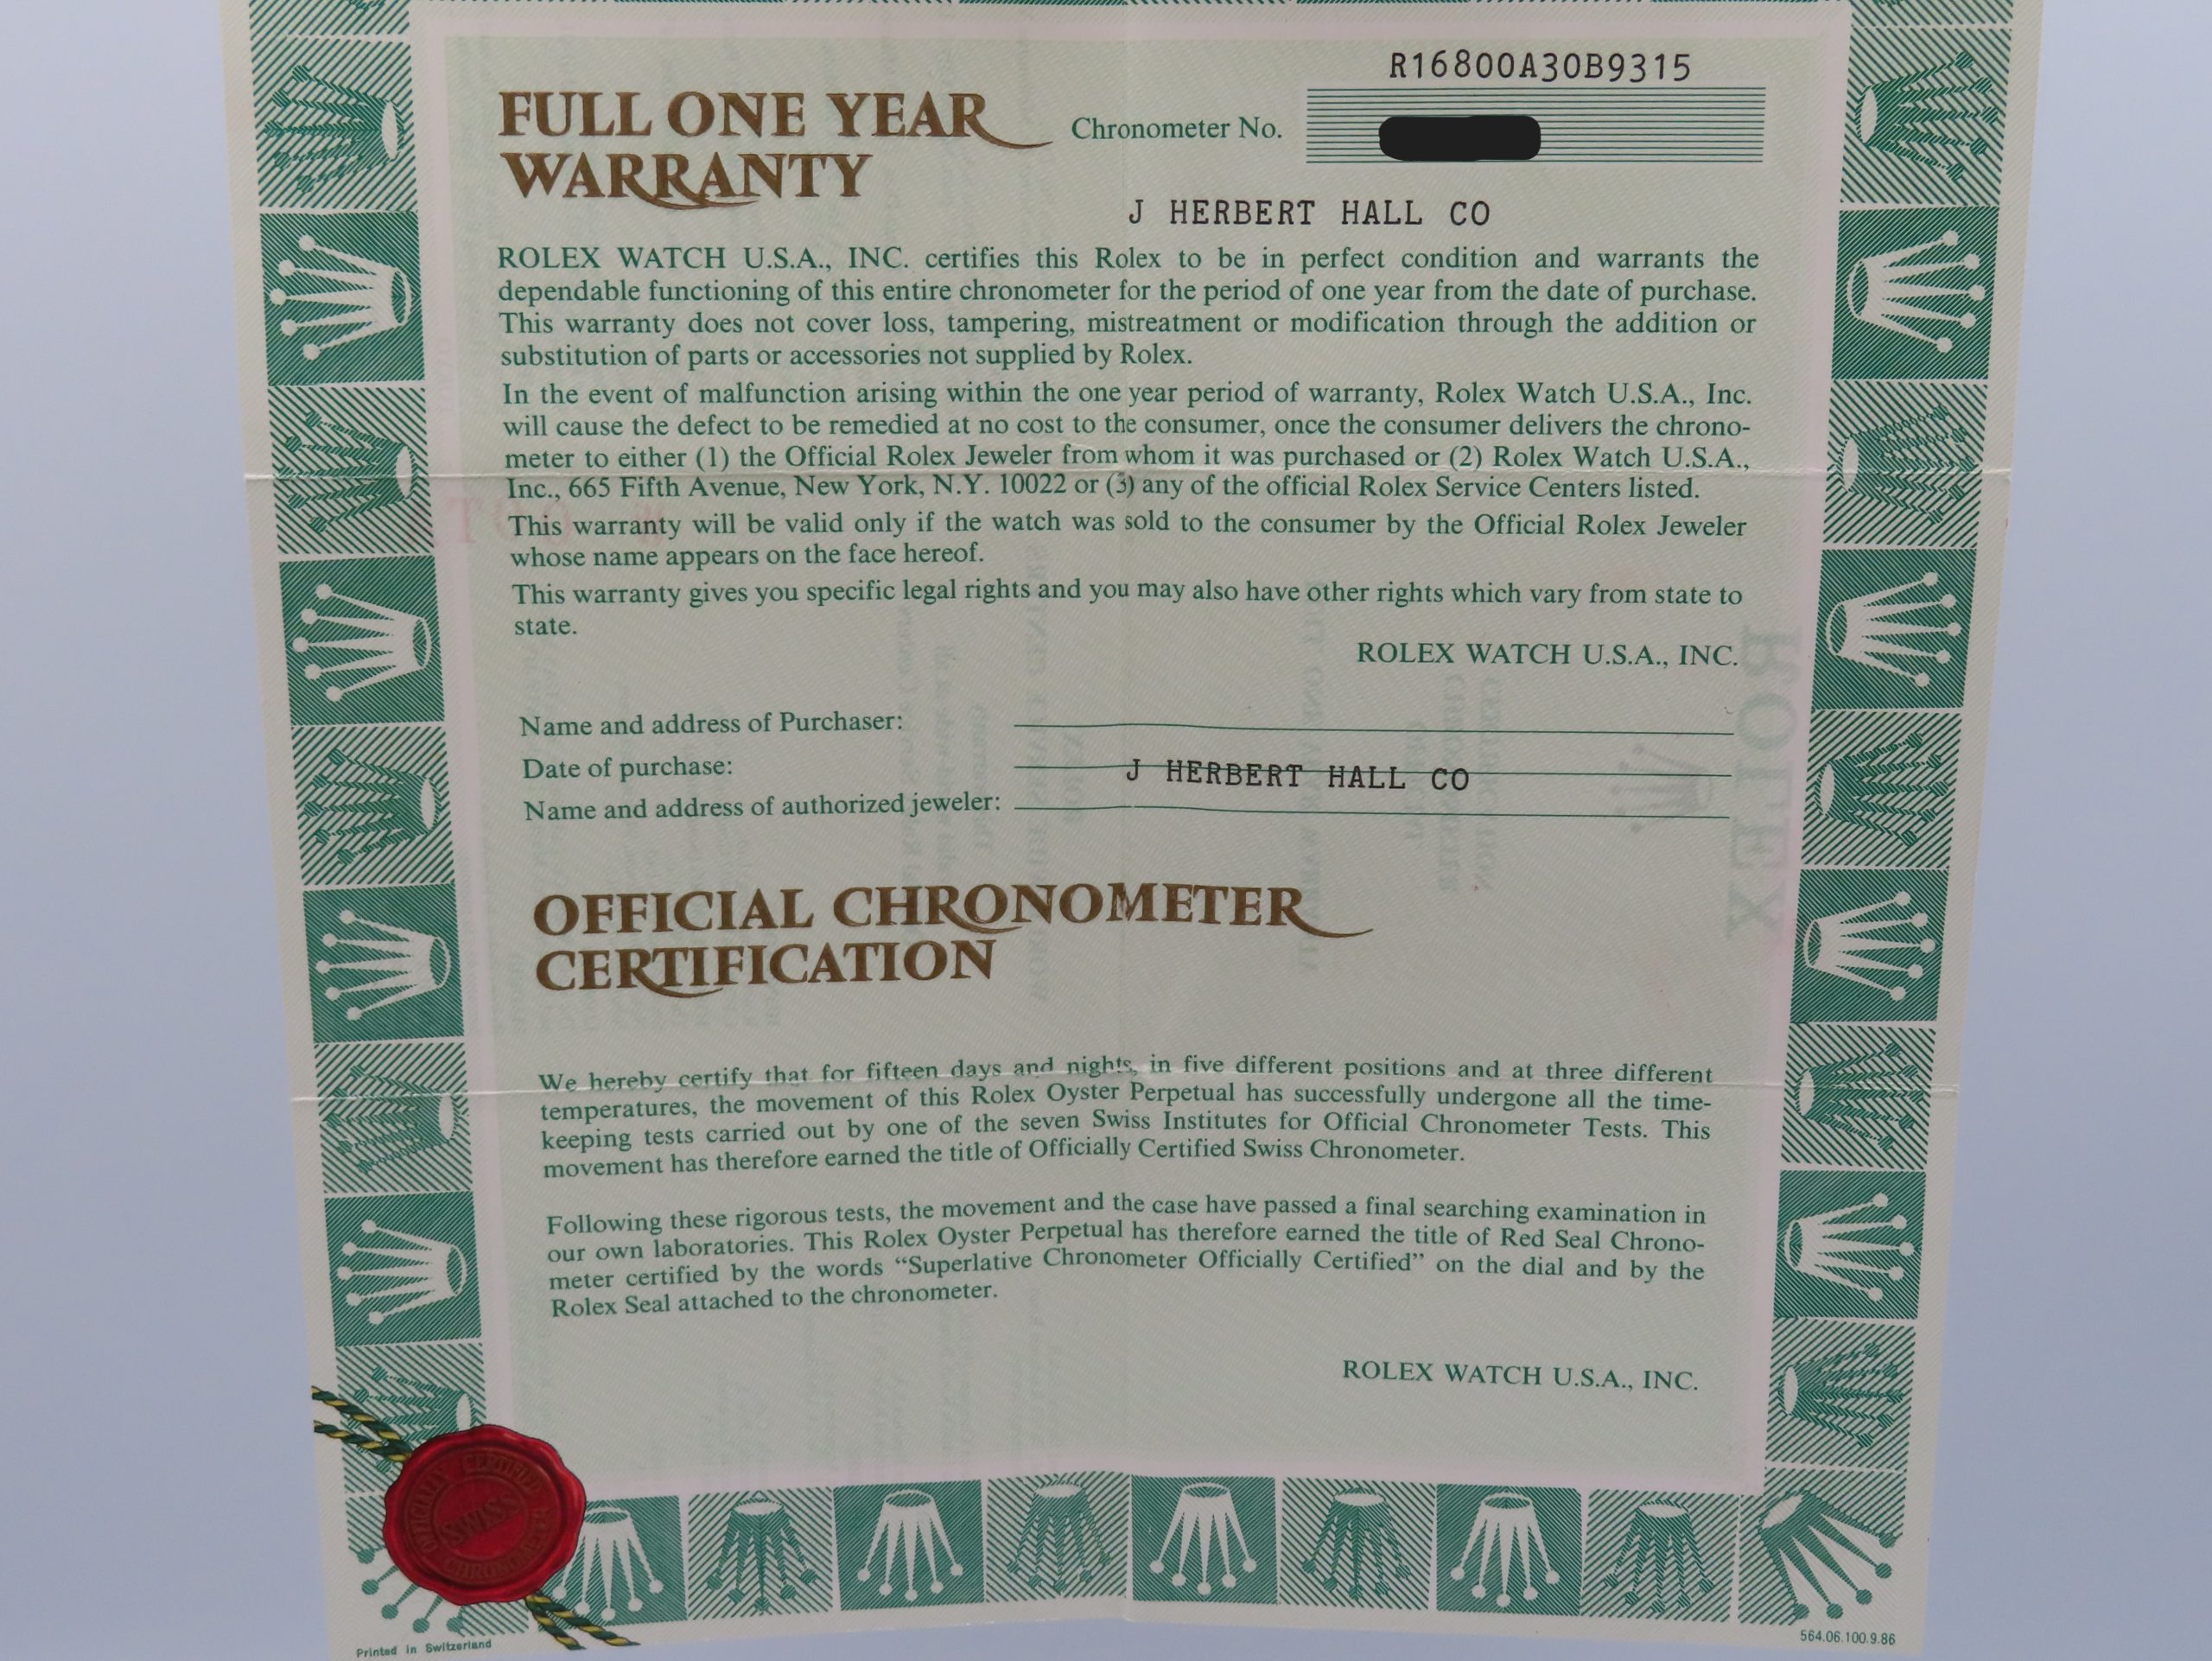 R16800A30B9315
FULL ONE YEAR
WARRANTY
Chronometer No.
J HERBERT HALL CO
ROLEX WATCH U.S.A., INC. certifies this Rolex to be in perfect condition and warrants the
dependable functioning of this entire chronometer for the period of one year from the date of purchase.
This warranty does not cover loss, tampering, mistreatment or modification through the addition or
substitution of parts or accessories not supplied by Rolex.
In the event of malfunction arising within the one year period of warranty, Rolex Watch U.S.A., Inc.
will cause the defect to be remedied at no cost to the consumer, once the consumer delivers the chrono-
meter to either (1) the Official Rolex Jeweler from whom it was purchased or (2) Rolex Watch U.S.A.,
Inc., 665 Fifth Avenue, New York, N.Y. 10022 or (3) any of the official Rolex Service Centers listed.
This warranty will be valid only if the watch was sold to the consumer by the Official Rolex Jeweler
whose name appears on the face hereof.
This warranty gives you specific legal rights and you may also have other rights which vary from state to
state.
ROLEX WATCH U.S.A., INC.
Name and address of Purchaser:
Date of purchase:
J HERBERT HALL CO
Name and address of authorized jeweler:
OFFICIAL CHRONOMETER
CERTIFICATION
We hereby certify that for fifteen days and nights, in five different positions and at three different
temperatures, the movement of this Rolex Oyster Perpetual has successfully undergone all the time-
keeping tests carried out by one of the seven Swiss Institutes for Official Chronometer Tests. This
movement has therefore earned the title of Officially Certified Swiss Chronometer.
Following these rigorous tests, the movement and the case have passed a final searching examination in
our own laboratories. This Rolex Oyster Perpetual has therefore earned the title of Red Seal Chrono-
meter certified by the words “Superlative Chronometer Officially Certified” on the dial and by the
Rolex Seal attached to the chronometer.
ROLEX WATCH U.S.A., INC.
OFFICIALLY CERTIFIED
SWISS
CHRONOMETER
Printed in Switzerland
564.06.100.9.86